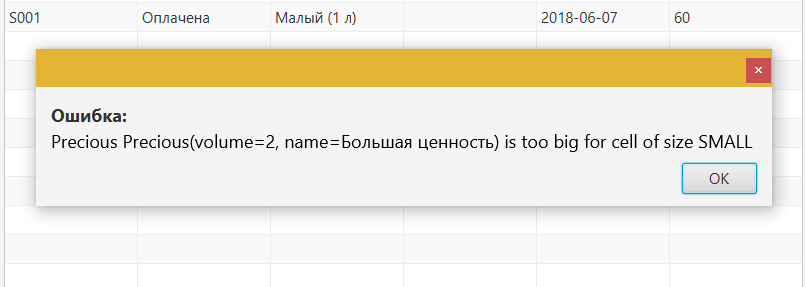 S001 Оплачена Малый (1 л) 2018-06-07 60
Ошибка:
Precious Precious(volume=2, name=Большая ценность) is too big for cell of size SMALL
OK